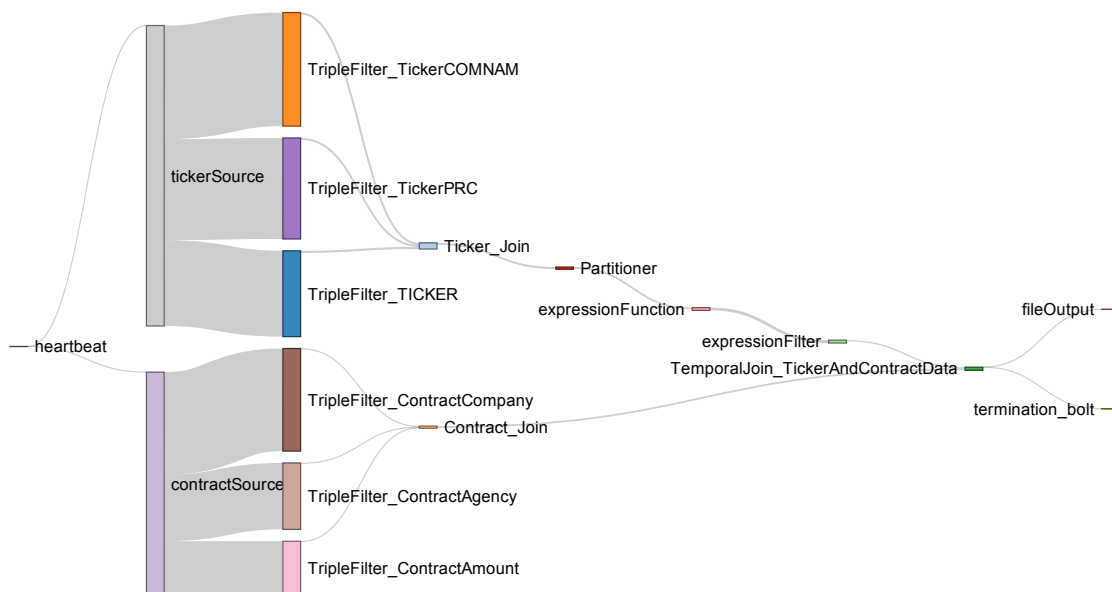 TripleFilter_TickerCOMNAM
tickerSource
TripleFilter_TickerPRC
Ticker_Join
Partitioner
TripleFilter_TICKER
expressionFunction
fileOutput
heartbeat
expressionFilter
TemporalJoin_TickerAndContractData
TripleFilter_ContractCompany
termination_bolt
Contract_Join
contractSource
TripleFilter_ContractAgency
TripleFilter_ContractAmount